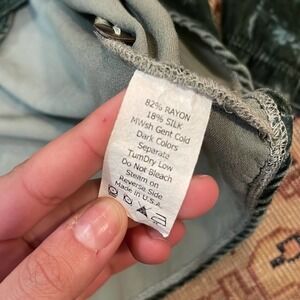 82% RAYON
18% SILK
MWsh Gent Cold
Dark Colors
Separate
TumDry Low
Do Not Bleach
Steam on
Reverse Side
Made in U.S.A